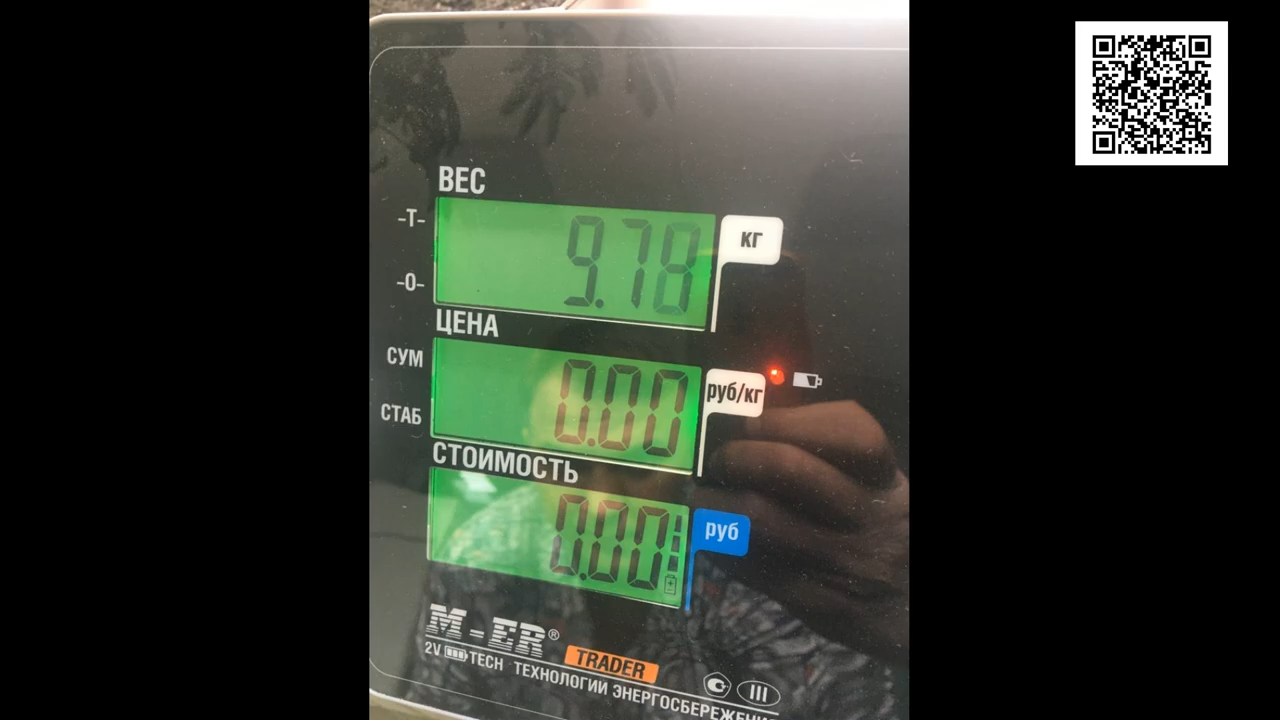 ВЕС
-T-
9.78
кг
-0-
ЦЕНА
СУМ
0.00
руб/кг
СТАБ
СТОИМОСТЬ
0.00
руб
M-ER®
TRADER
2V TECH ТЕХНОЛОГИИ ЭНЕРГОСБЕРЕЖЕНИ
III